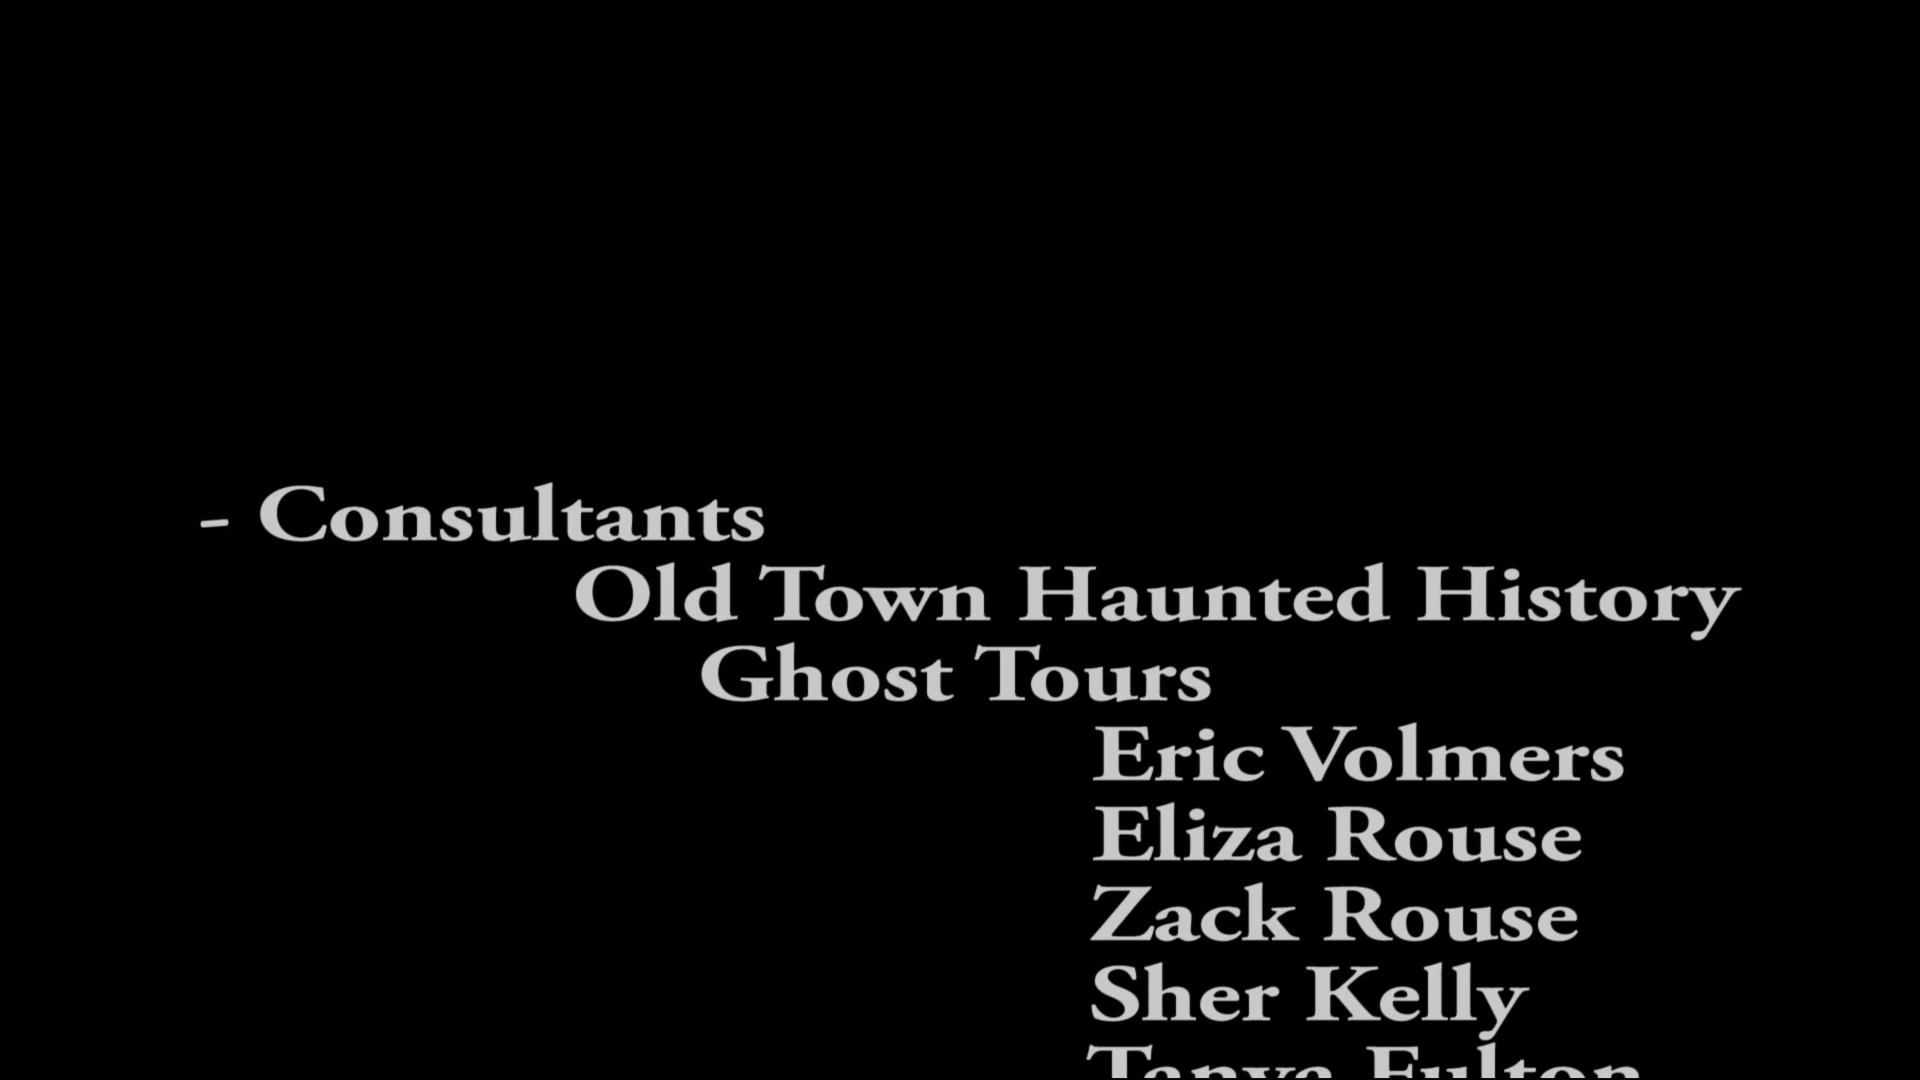 - Consultants
Old Town Haunted History
Ghost Tours
Eric Volmers
Eliza Rouse
Zack Rouse
Sher Kelly
Tanya Fulton